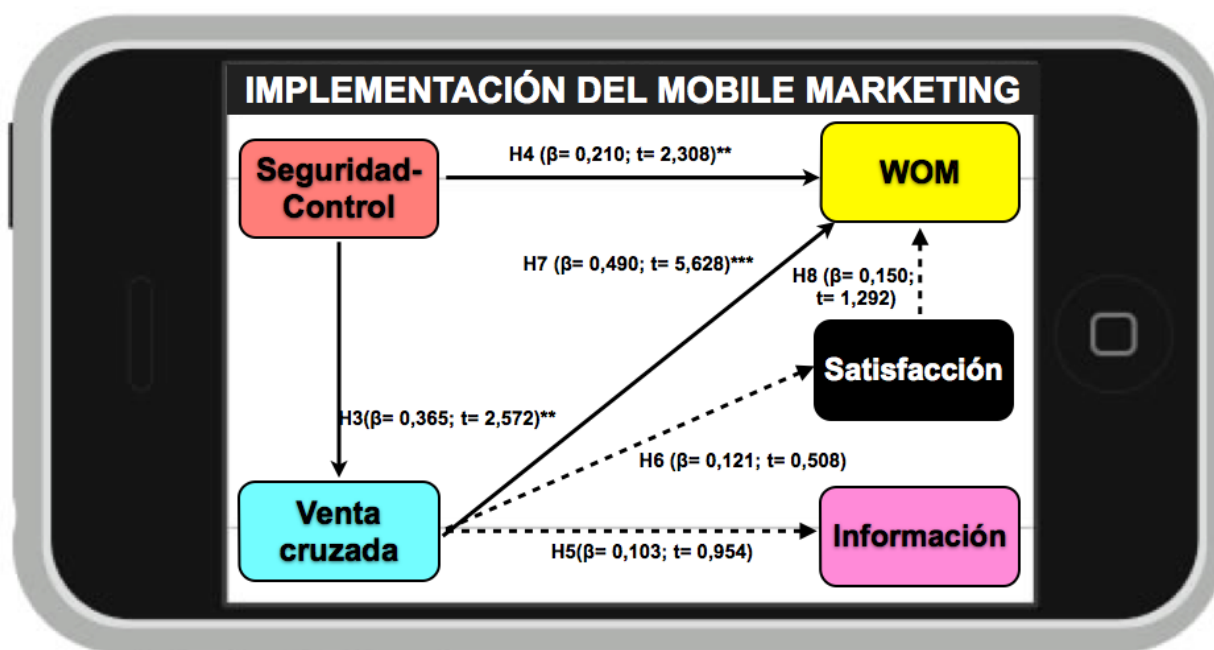 IMPLEMENTACIÓN DEL MOBILE MARKETING
Seguridad-
Control
H4 (β= 0,210; t= 2,308)**
WOM
H7 (β= 0,490; t= 5,628)***
H8 (β= 0,150;
t= 1,292)
Satisfacción
H3(β= 0,365; t= 2,572)**
H6 (β= 0,121; t= 0,508)
Venta
cruzada
H5(β= 0,103; t= 0,954)
Información